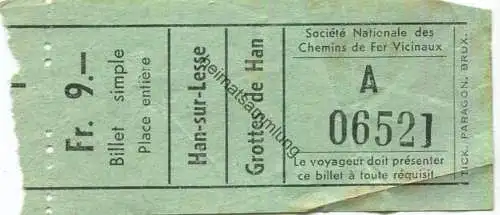 Fr. 9.—
Billet simple
Place entière
Han-sur-Lesse
Grottes de Han
Société Nationale des
Chemins de Fer Vicinaux
A
06521
Le voyageur doit présenter
ce billet à toute réquisit.
TICK. PARAGON, BRUX.
heimatsammlung